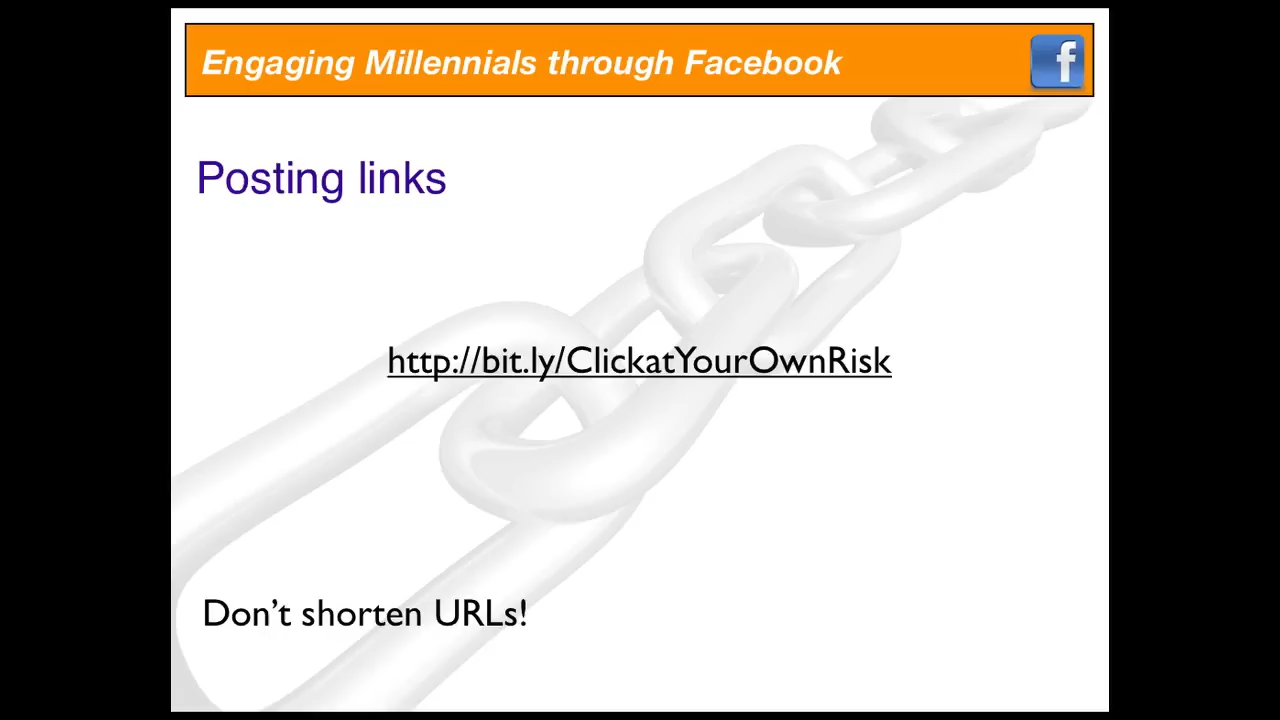 Engaging Millennials through Facebook
f
Posting links
http://bit.ly/ClickatYourOwnRisk
Don't shorten URLs!